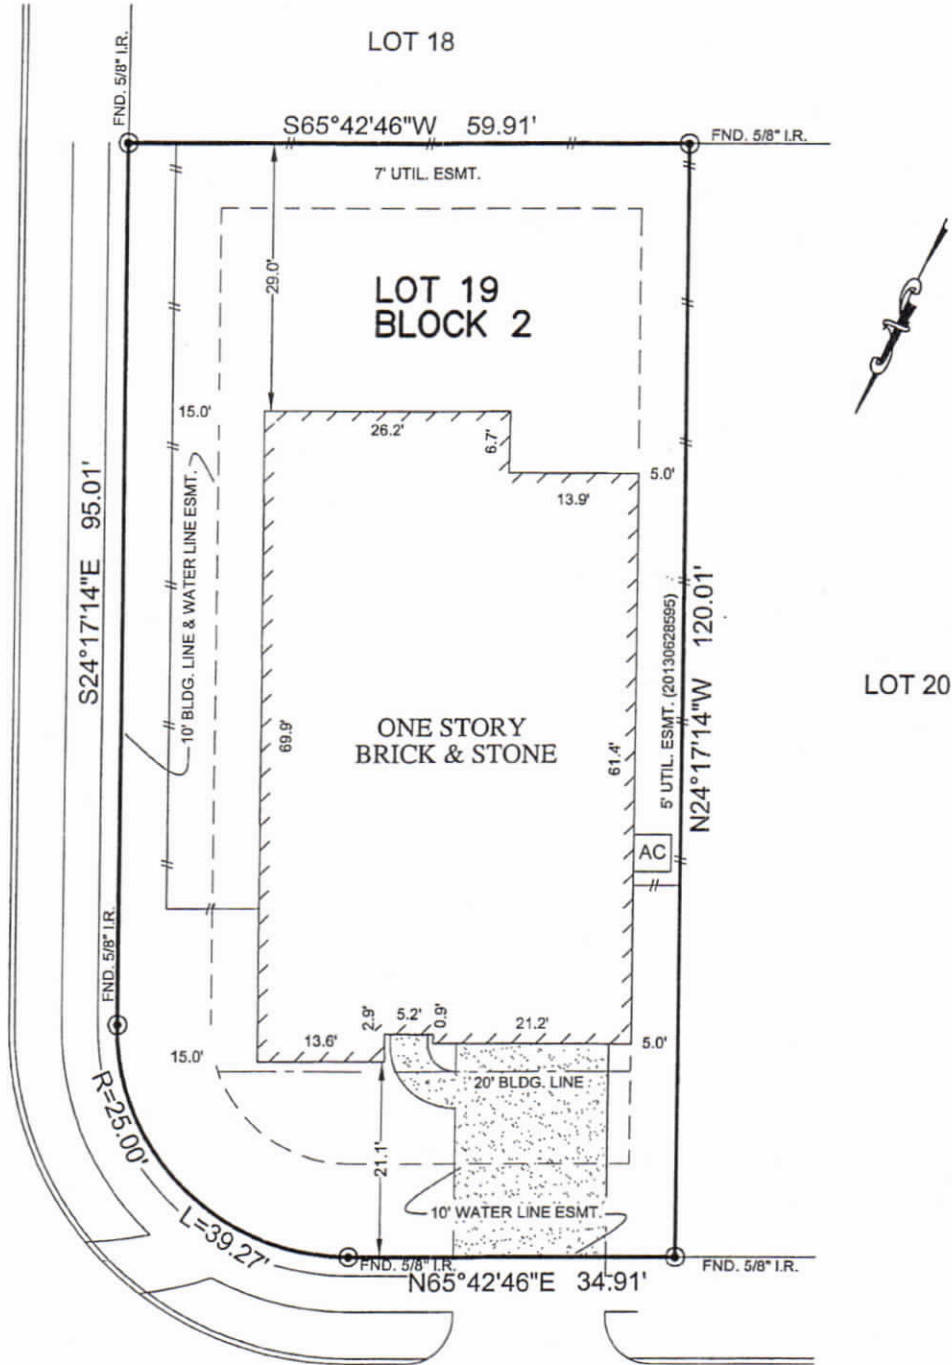 LOT 18
FND. 5/8" I.R.
S65°42'46"W 59.91'
FND. 5/8" I.R.
7' UTIL. ESMT.
29.0'
LOT 19
BLOCK 2
15.0'
26.2'
6.7'
13.9'
5.0'
S24°17'14"E 95.01'
10' BLDG. LINE & WATER LINE ESMT.
69.9'
ONE STORY
BRICK & STONE
61.4'
5' UTIL. ESMT. (20130628595)
N24°17'14"W 120.01'
LOT 20
AC
FND. 5/8" I.R.
15.0'
13.6'
2.9'
5.2'
0.9'
21.2'
5.0'
20' BLDG. LINE
R=25.00'
L=39.27'
21.1'
10' WATER LINE ESMT.
FND. 5/8" I.R.
N65°42'46"E 34.91'
FND. 5/8" I.R.